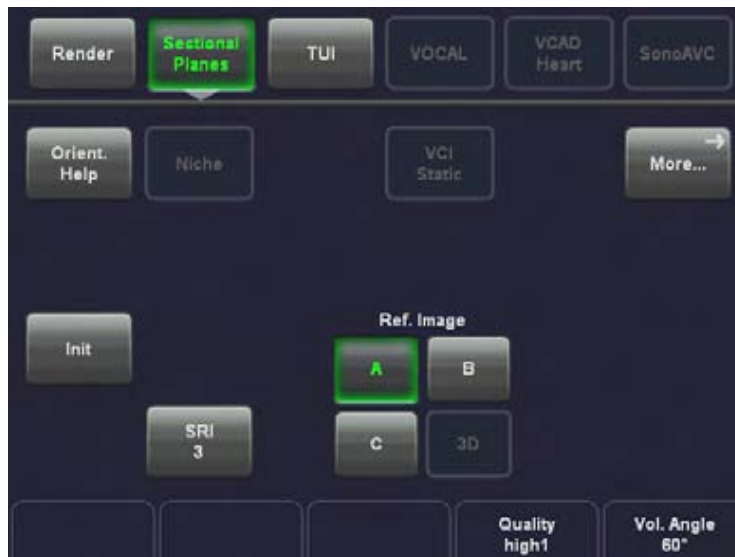 Render
Sectional
Planes
TUI
VOCAL
VCAD
Heart
SonoAVC
Orient.
Help
Niche
VCI
Static
More...
Init
Ref. Image
A
B
SRI
3
C
3D
Quality
high1
Vol. Angle
60°